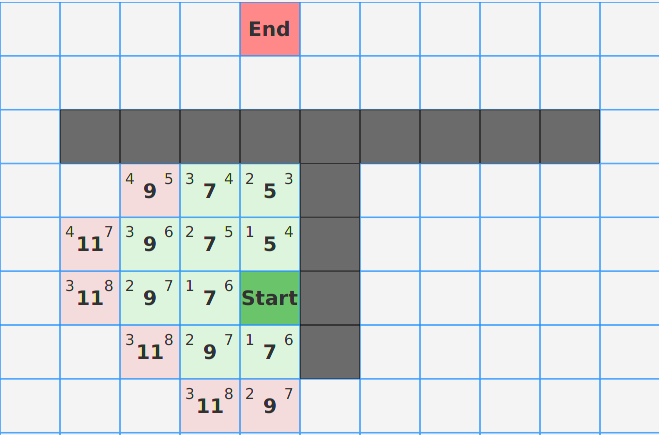 End
4 9 5 3 7 4 2 5 3
4 11 7 3 9 6 2 7 5 1 5 4
3 11 8 2 9 7 1 7 6 Start
3 11 8 2 9 7 1 7 6
3 11 8 2 9 7